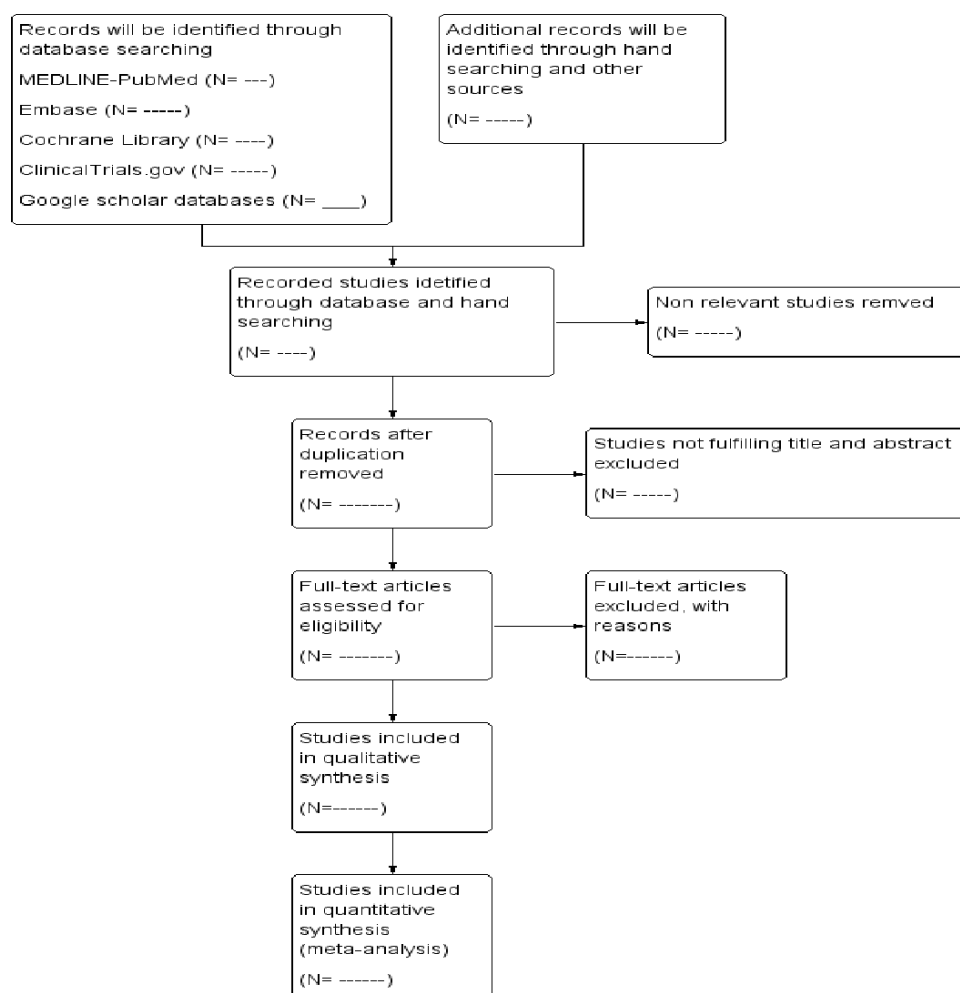 Records will be identified through
database searching
MEDLINE-PubMed (N= ---)
Embase (N= -----)
Cochrane Library (N= ----)
ClinicalTrials.gov (N= -----)
Google scholar databases (N= ____)
Additional records will be
identified through hand
searching and other
sources
(N= -----)
Recorded studies idetified
through database and hand
searching
(N= ----)
Non relevant studies remved
(N= -----)
Records after
duplication
removed
(N= -------)
Studies not fulfilling title and abstract
excluded
(N= -----)
Full-text articles
assessed for
eligibility
(N= -------)
Full-text articles
excluded, with
reasons
(N=------)
Studies included
in qualitative
synthesis
(N=------)
Studies included
in quantitative
synthesis
(meta-analysis)
(N= ------)